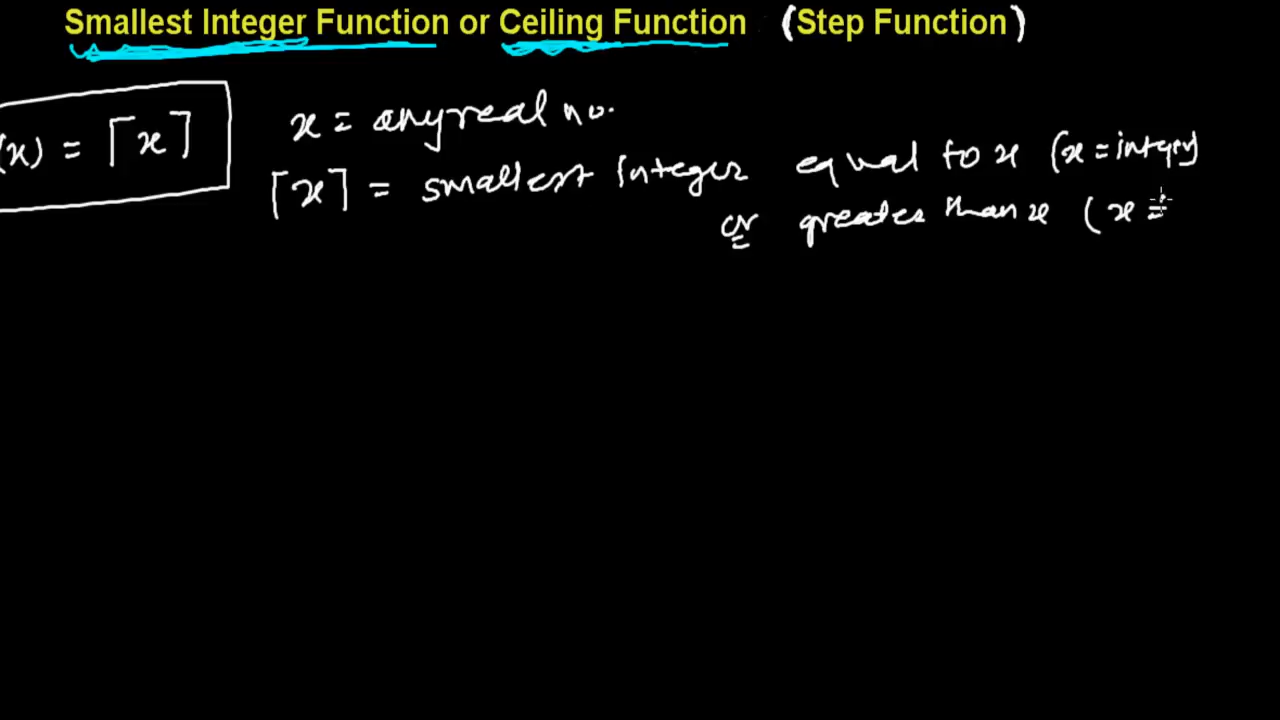 Smallest Integer Function or Ceiling Function (Step Function)
(x) = ⌈x⌉
x = any real no.
⌈x⌉ = smallest integer equal to x (x = integer)
or greater than x (x =